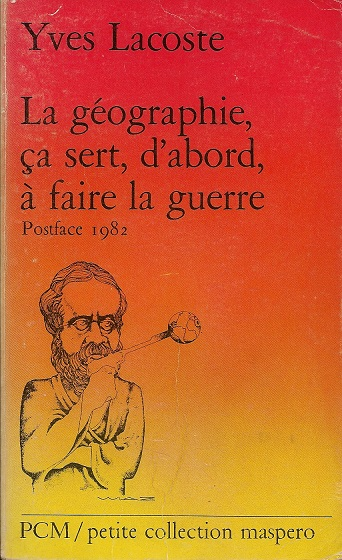 Yves Lacoste
La géographie,
ça sert, d'abord,
à faire la guerre
Postface 1982
PCM/petite collection maspero